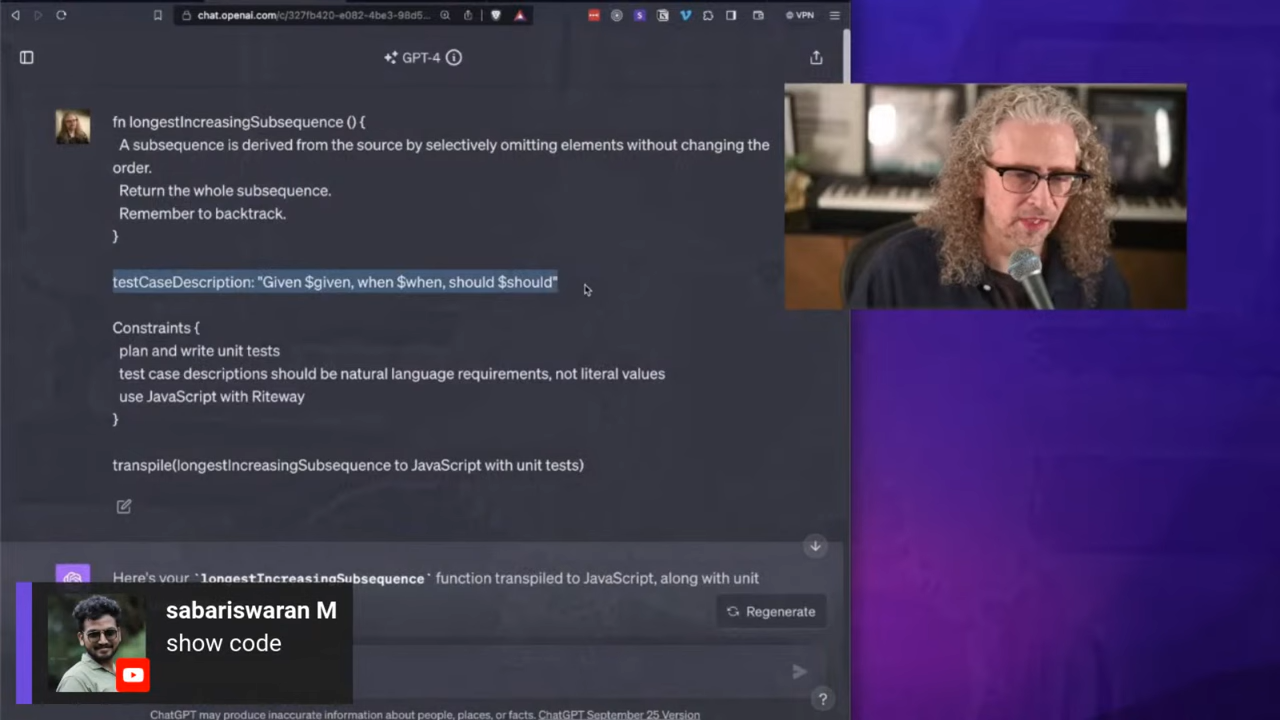 chat.openai.com/c/327fb420-e082-4be3-98d5...
VPN
GPT-4
fn longestIncreasingSubsequence () {
A subsequence is derived from the source by selectively omitting elements without changing the
order.
Return the whole subsequence.
Remember to backtrack.
}
testCaseDescription: "Given $given, when $when, should $should"
Constraints {
plan and write unit tests
test case descriptions should be natural language requirements, not literal values
use JavaScript with Riteway
}
transpile(longestIncreasingSubsequence to JavaScript with unit tests)
Here's your `longestIncreasingSubsequence` function transpiled to JavaScript, along with unit
Regenerate
sabariswaran M
show code
?
ChatGPT may produce inaccurate information about people, places, or facts. ChatGPT September 25 Version